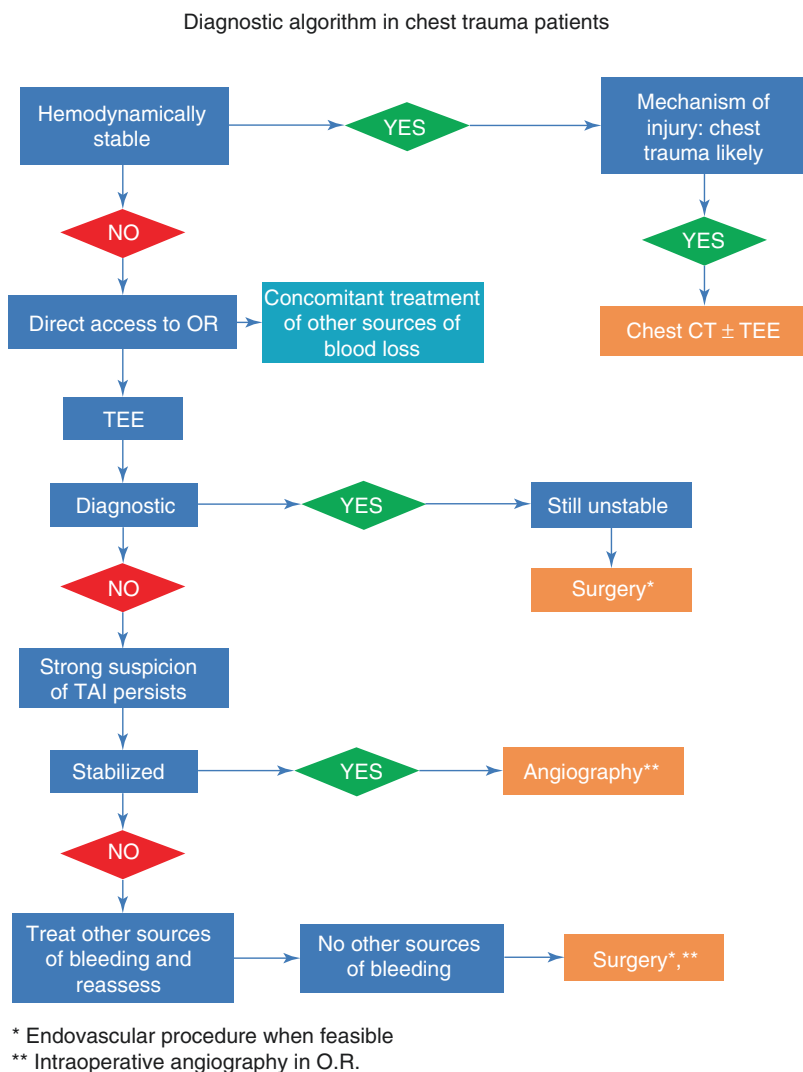 Diagnostic algorithm in chest trauma patients
Hemodynamically
stable
YES
Mechanism of
injury: chest
trauma likely
NO
YES
Direct access to OR
Concomitant treatment
of other sources of
blood loss
Chest CT ± TEE
TEE
Diagnostic
YES
Still unstable
NO
Surgery*
Strong suspicion
of TAI persists
Stabilized
YES
Angiography**
NO
Treat other sources
of bleeding and
reassess
No other sources
of bleeding
Surgery*,**
* Endovascular procedure when feasible
** Intraoperative angiography in O.R.